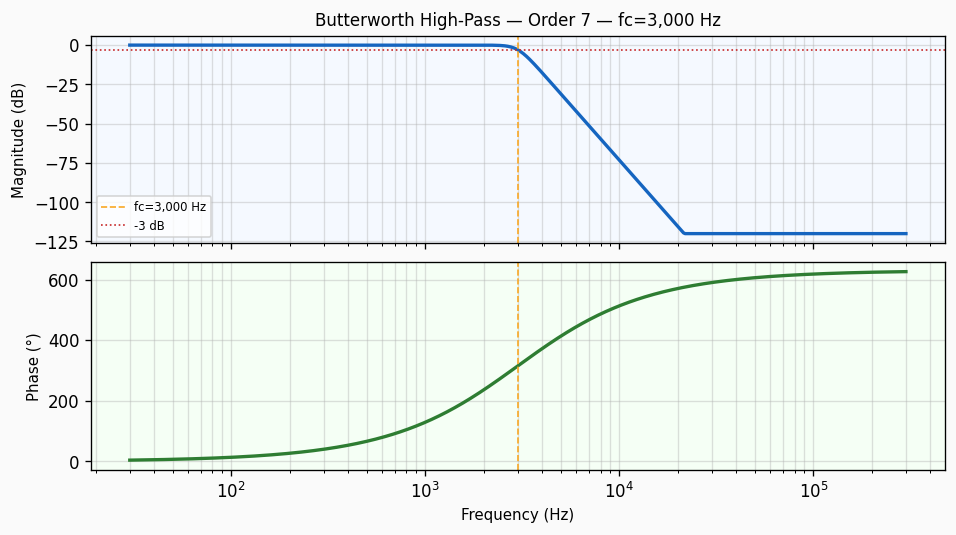 Butterworth High-Pass — Order 7 — fc=3,000 Hz
Magnitude (dB)
0
−25
−50
−75
−100
−125
fc=3,000 Hz
-3 dB
Phase (°)
600
400
200
0
10²
10³
10⁴
10⁵
Frequency (Hz)